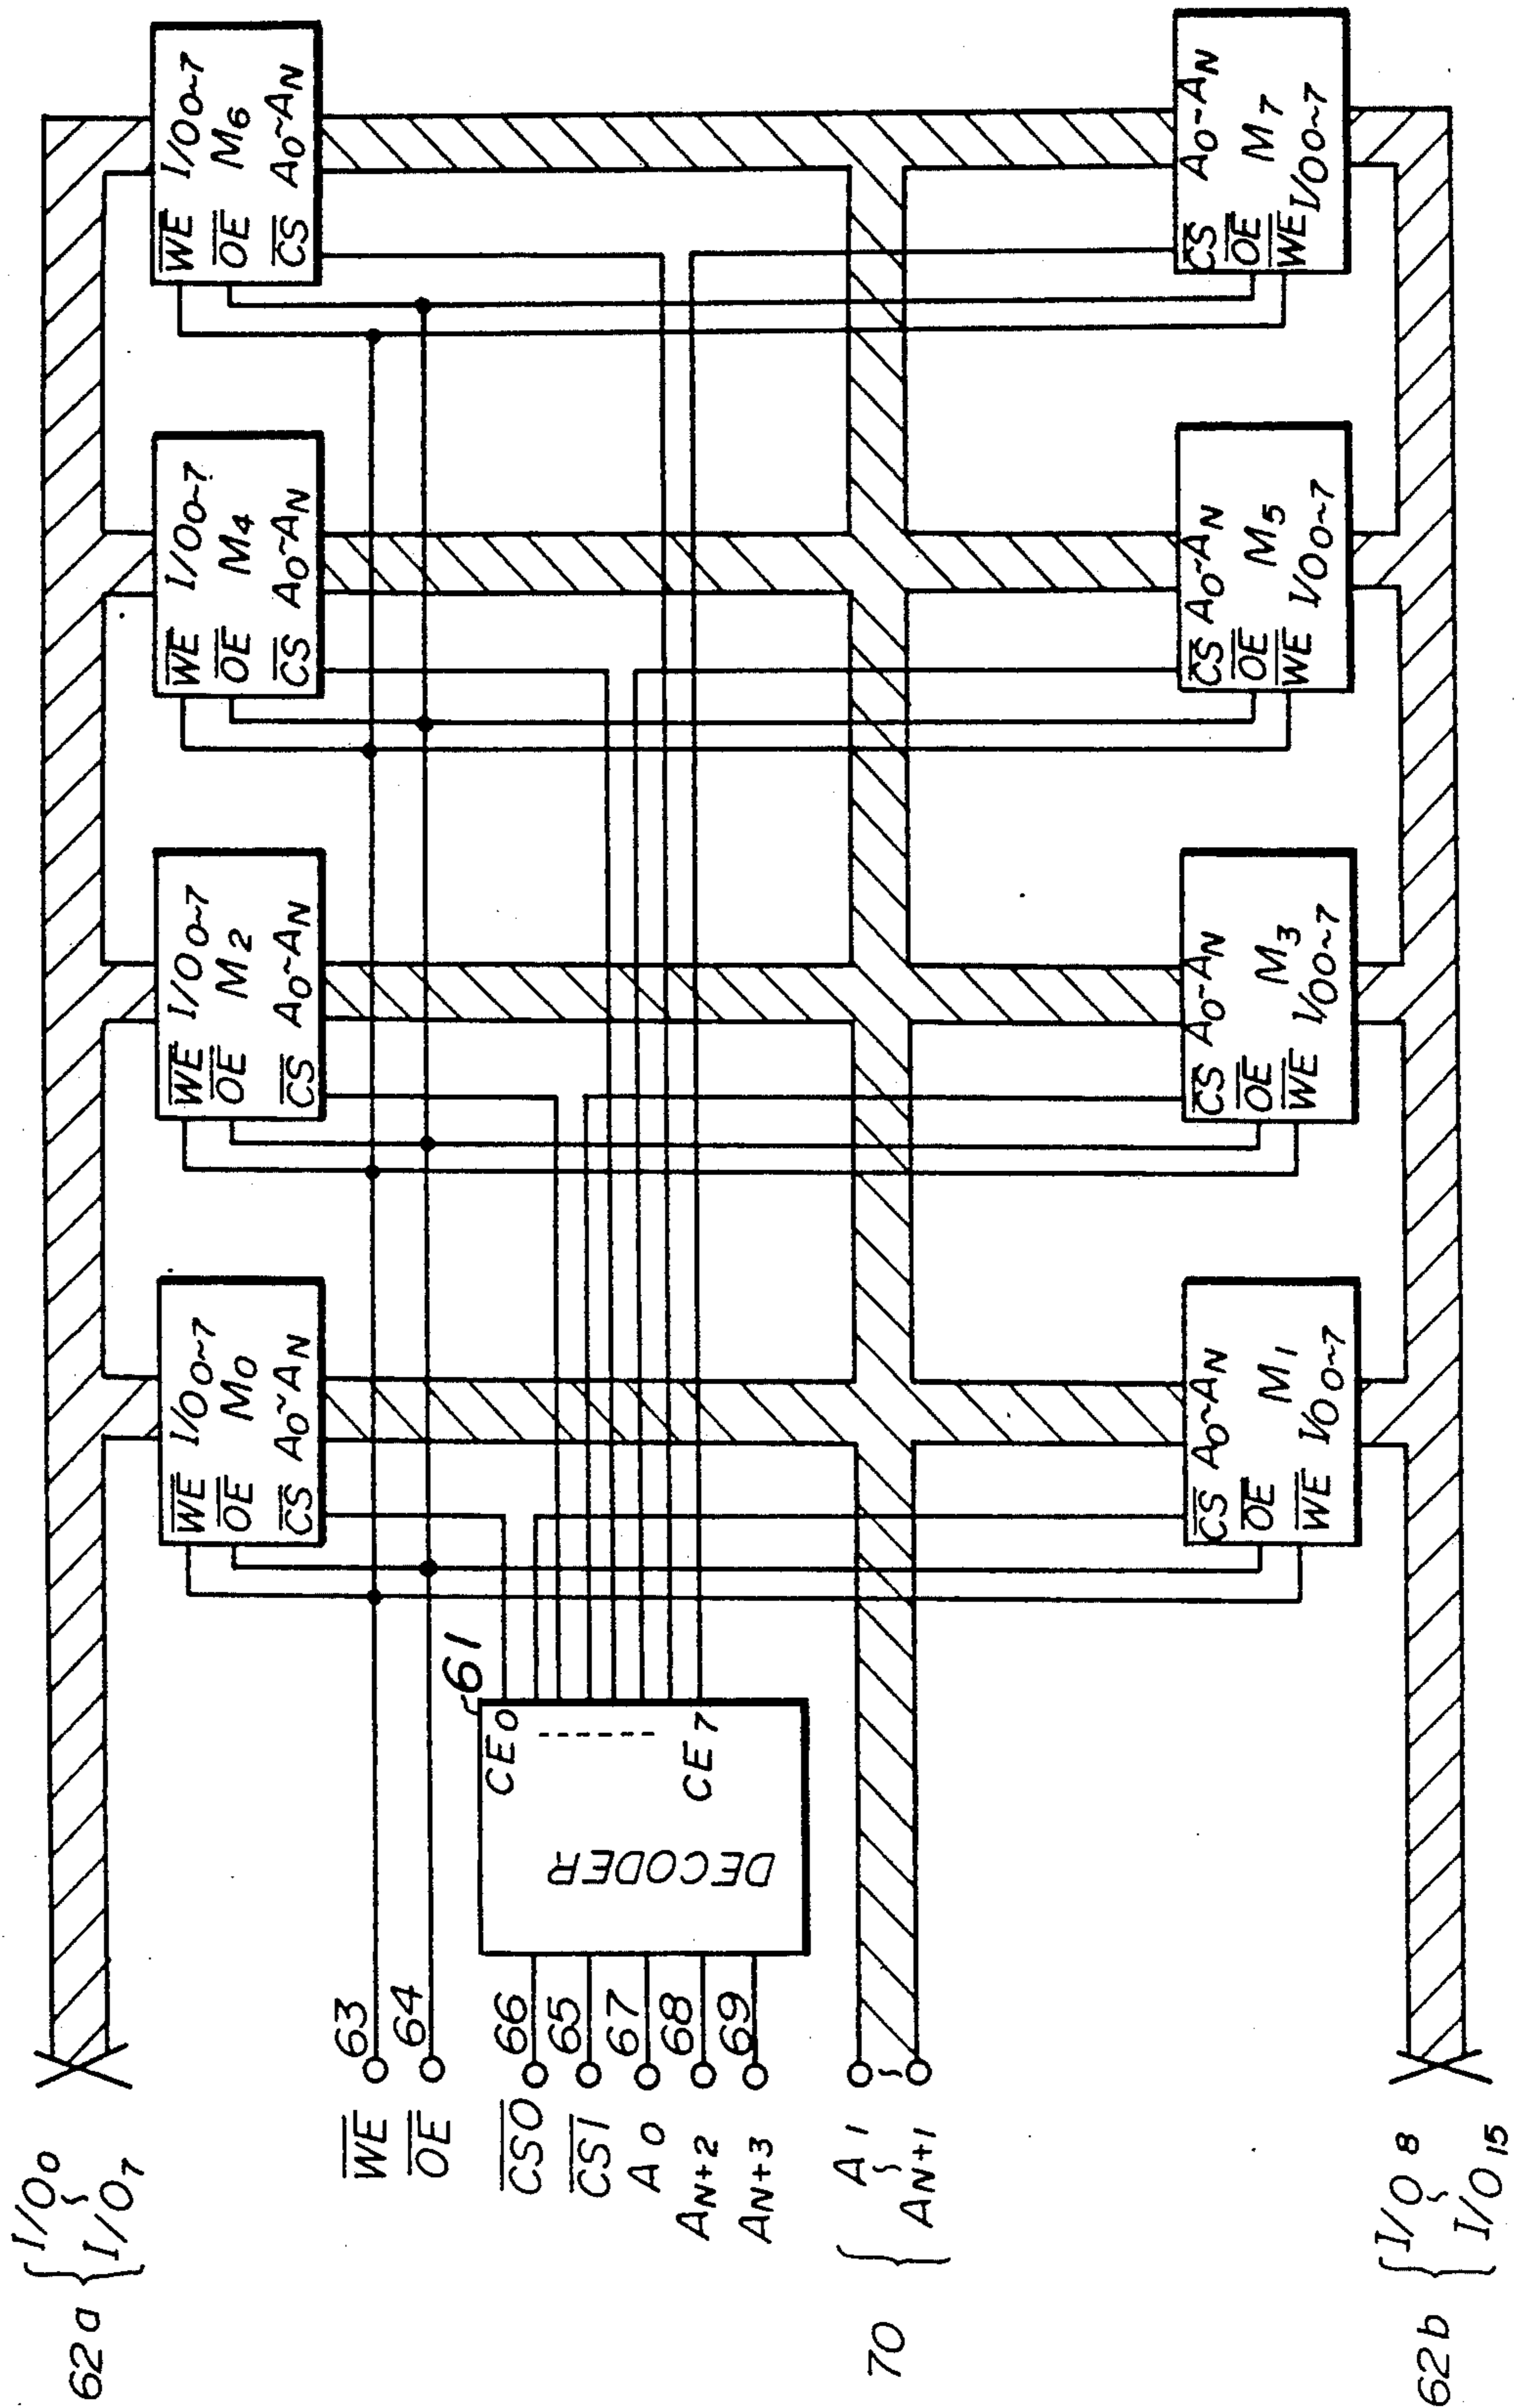 62a { I/O0 ~ I/O7
WE 63
OE 64
CS0 66
CS1 65
A0 67
AN+2 68
AN+3 69
70 { A1 ~ AN+1
62b { I/O8 ~ I/O15
61
DECODER
CE0
CE7
WE I/O0~7
OE M0
CS A0~AN
WE I/O0~7
OE M2
CS A0~AN
WE I/O0~7
OE M4
CS A0~AN
WE I/O0~7
OE M6
CS A0~AN
CS A0~AN
OE M1
WE I/O0~7
CS A0~AN
OE M3
WE I/O0~7
CS A0~AN
OE M5
WE I/O0~7
CS A0~AN
OE M7
WE I/O0~7